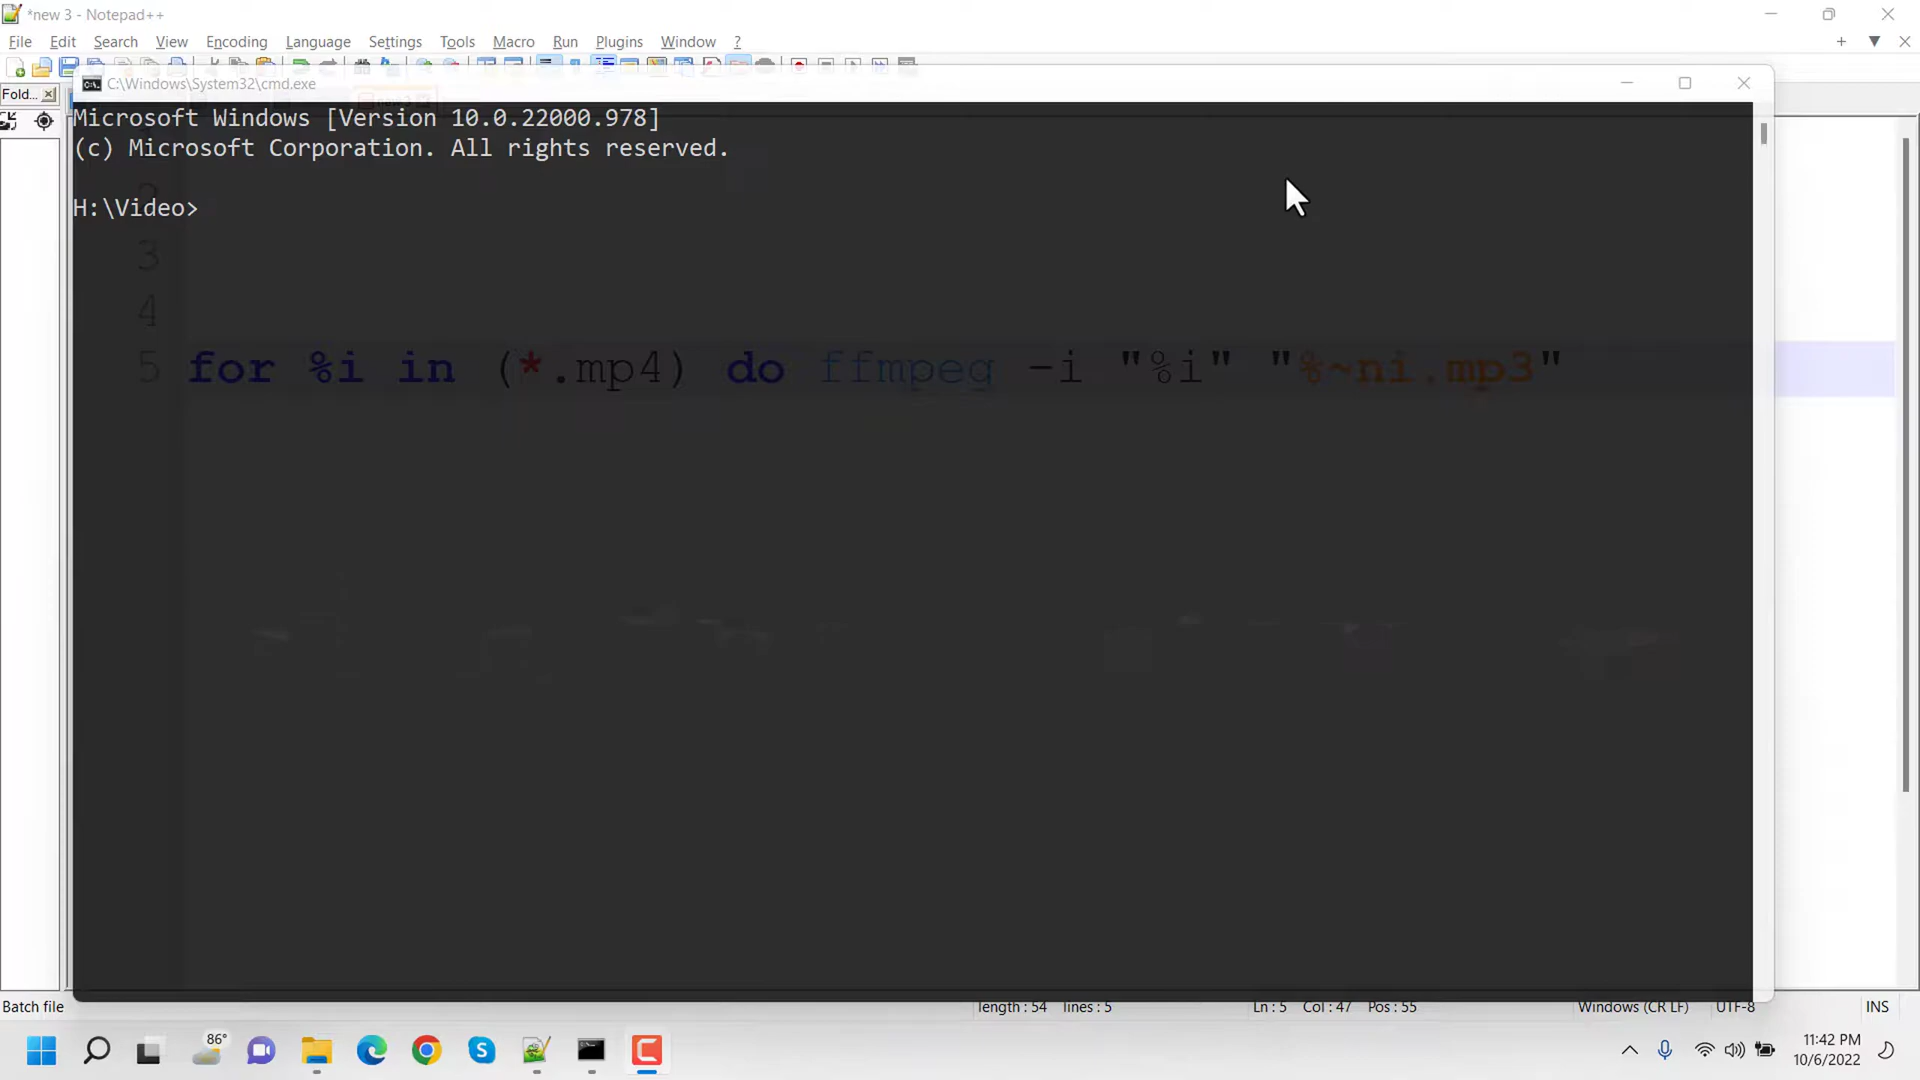 *new 3 - Notepad++
File Edit Search View Encoding Language Settings Tools Macro Run Plugins Window ?
C:\Windows\System32\cmd.exe
Fold...
Microsoft Windows [Version 10.0.22000.978]
(c) Microsoft Corporation. All rights reserved.
2
H:\Video>
3
4
5 for %i in (*.mp4) do ffmpeg -i "%i" "%~ni.mp3"
Batch file length : 54 lines : 5 Ln : 5 Col : 47 Pos : 55 Windows (CR LF) UTF-8 INS
86°
11:42 PM
10/6/2022